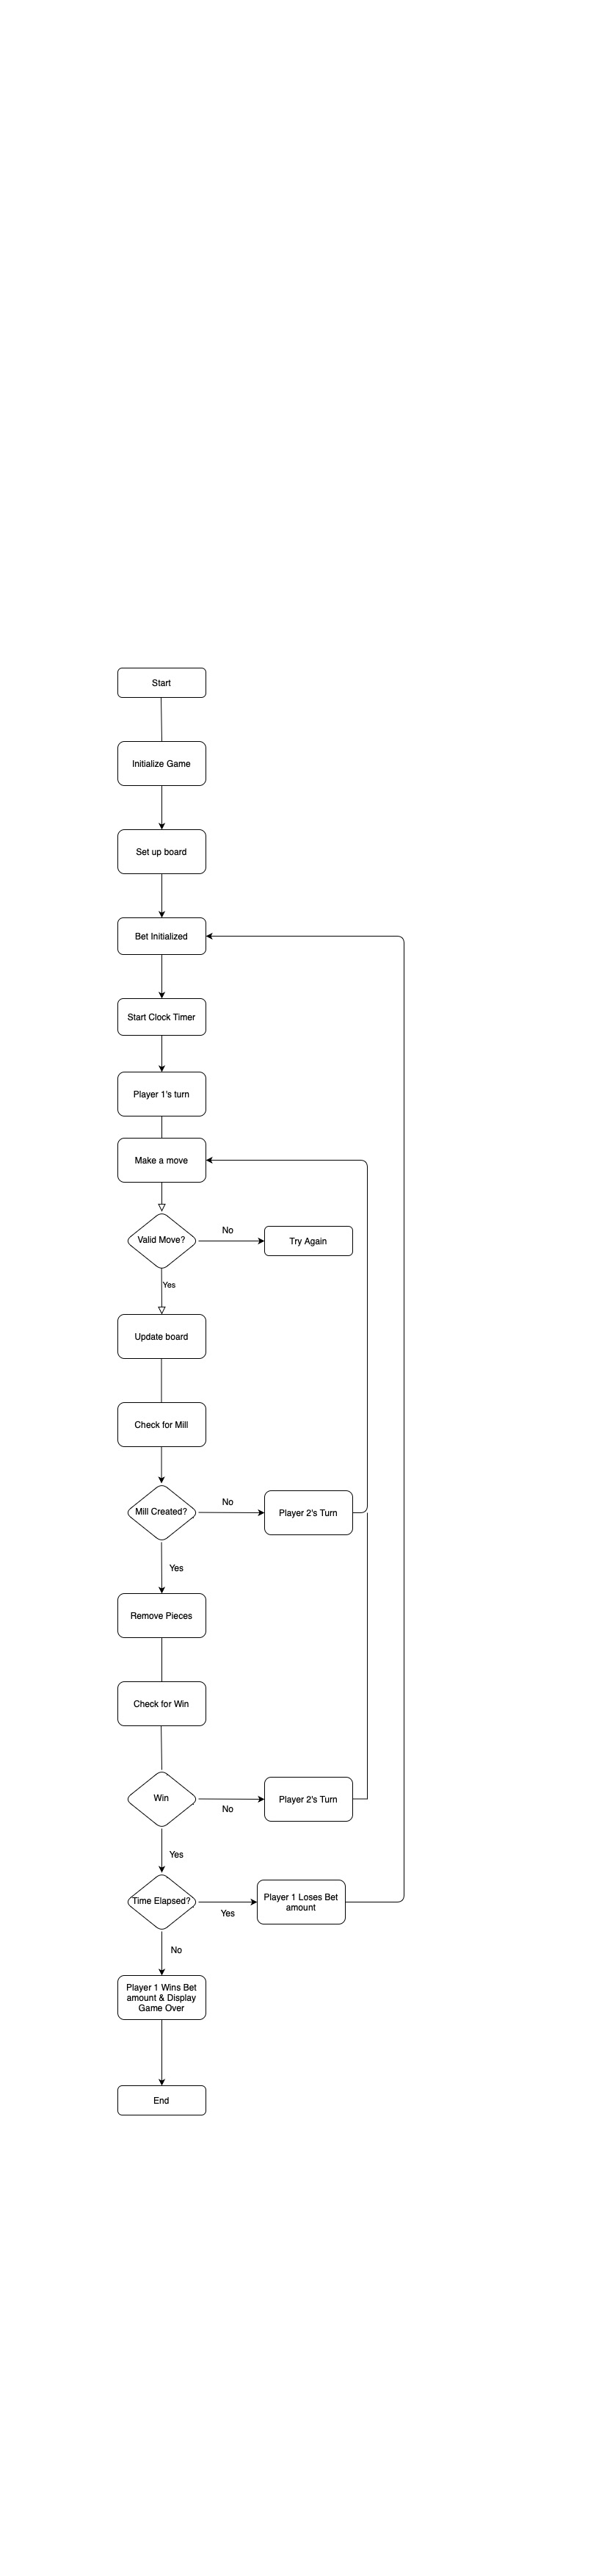 Start
Initialize Game
Set up board
Bet Initialized
Start Clock Timer
Player 1's turn
Make a move
Valid Move?
No
Try Again
Yes
Update board
Check for Mill
Mill Created?
No
Player 2's Turn
Yes
Remove Pieces
Check for Win
Win
No
Player 2's Turn
Yes
Time Elapsed?
Yes
Player 1 Loses Bet
amount
No
Player 1 Wins Bet
amount & Display
Game Over
End